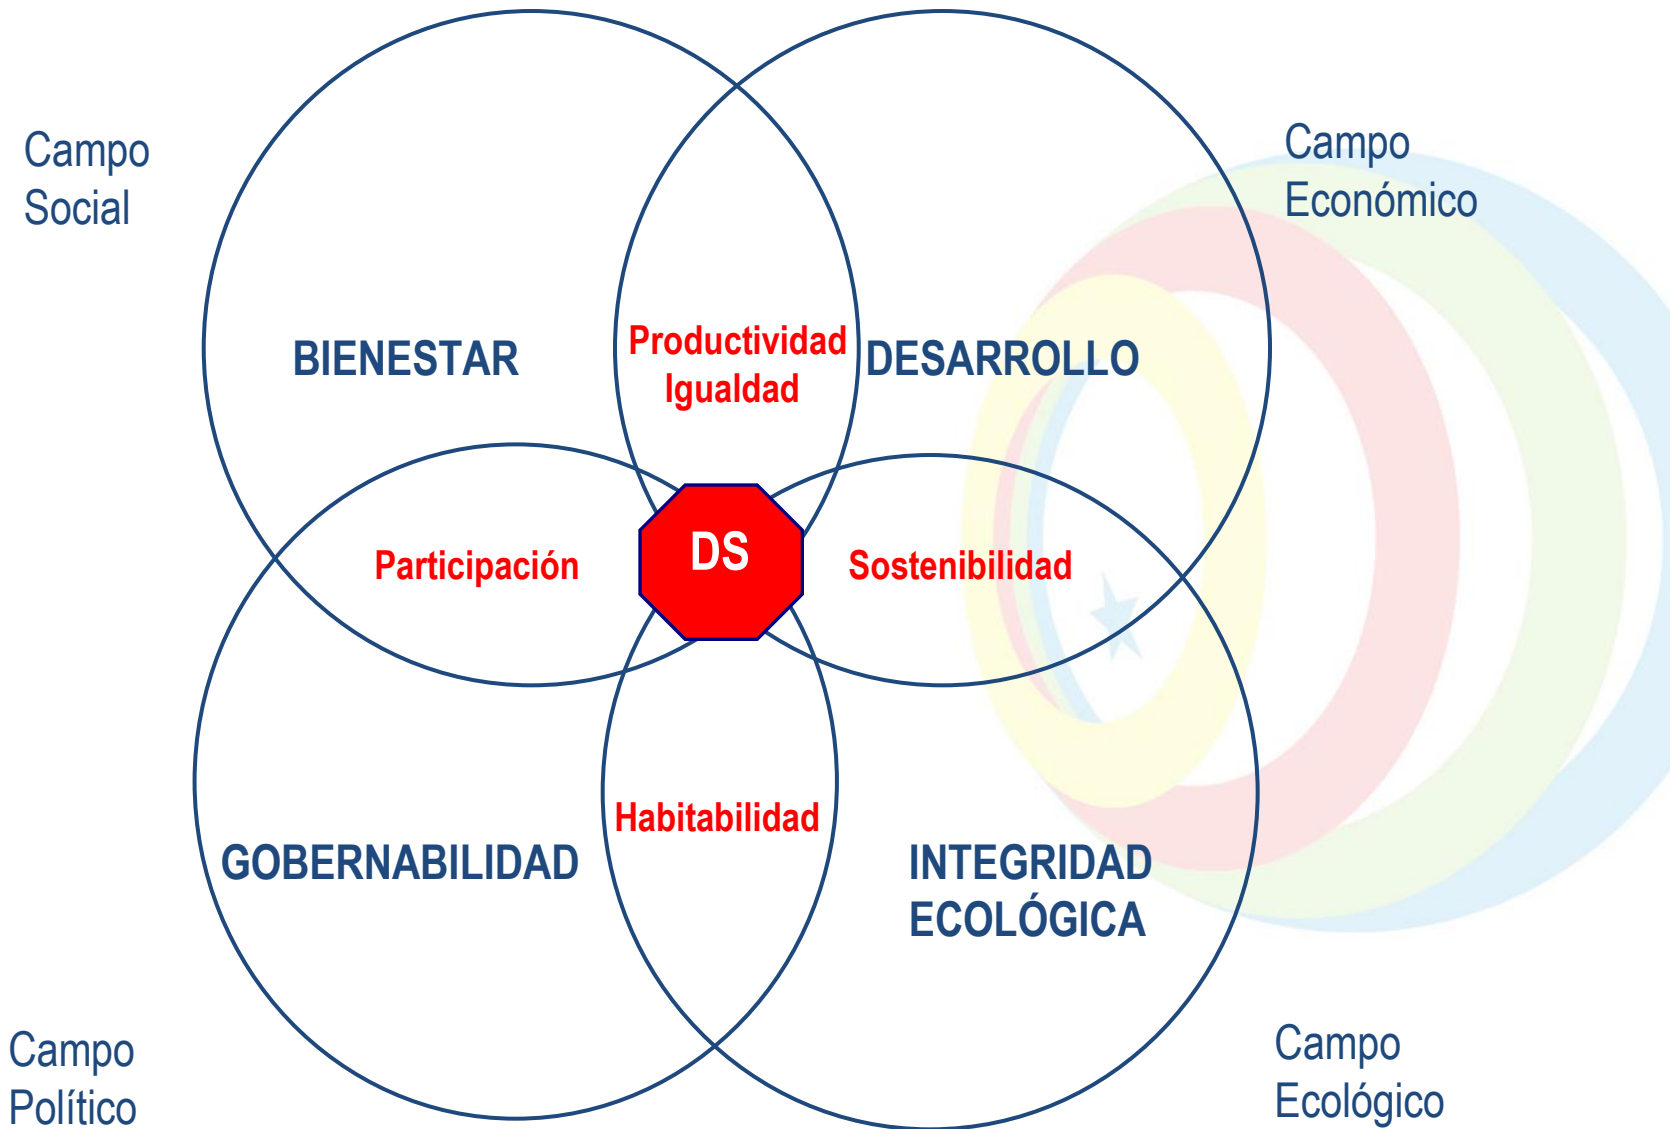 Campo
Social
Campo
Económico
BIENESTAR
Productividad
Igualdad
DESARROLLO
Participación
DS
Sostenibilidad
Habitabilidad
GOBERNABILIDAD
INTEGRIDAD
ECOLÓGICA
Campo
Político
Campo
Ecológico